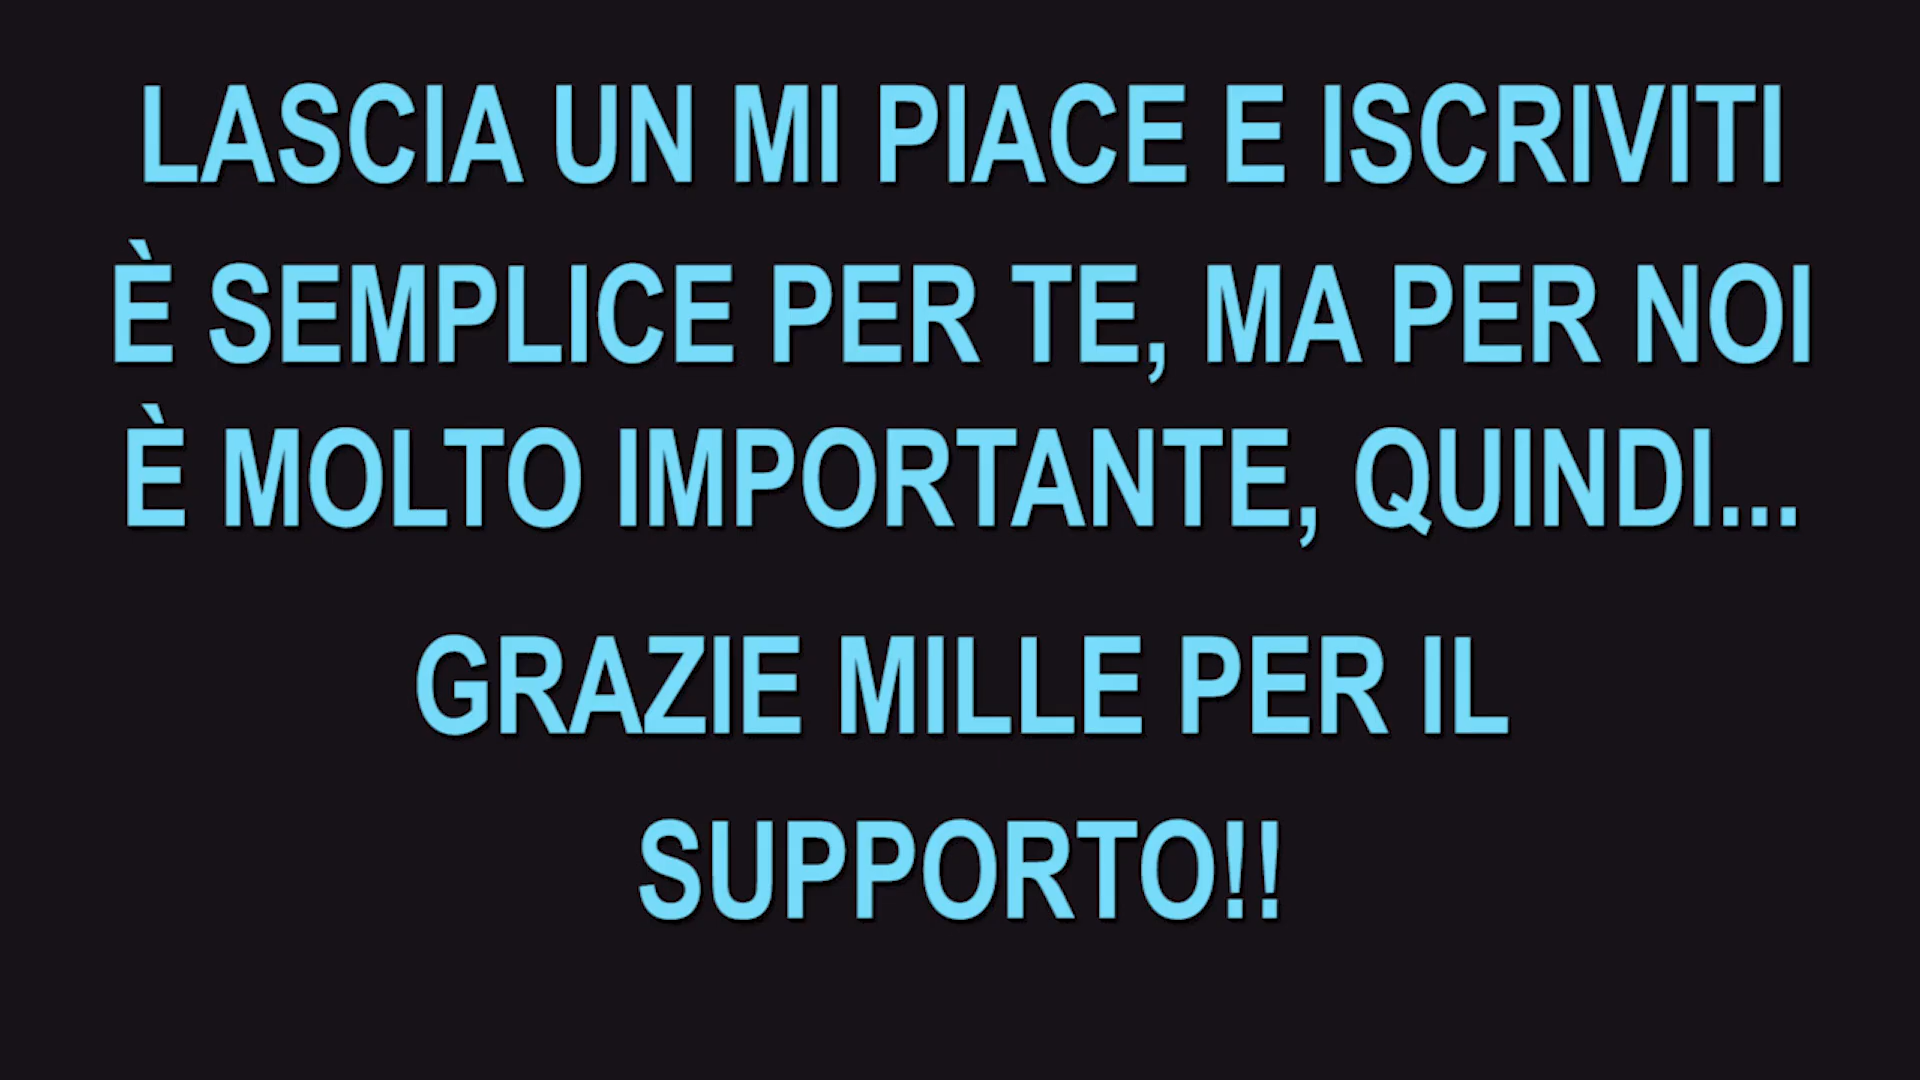 LASCIA UN MI PIACE E ISCRIVITI
È SEMPLICE PER TE, MA PER NOI
È MOLTO IMPORTANTE, QUINDI...
GRAZIE MILLE PER IL
SUPPORTO!!